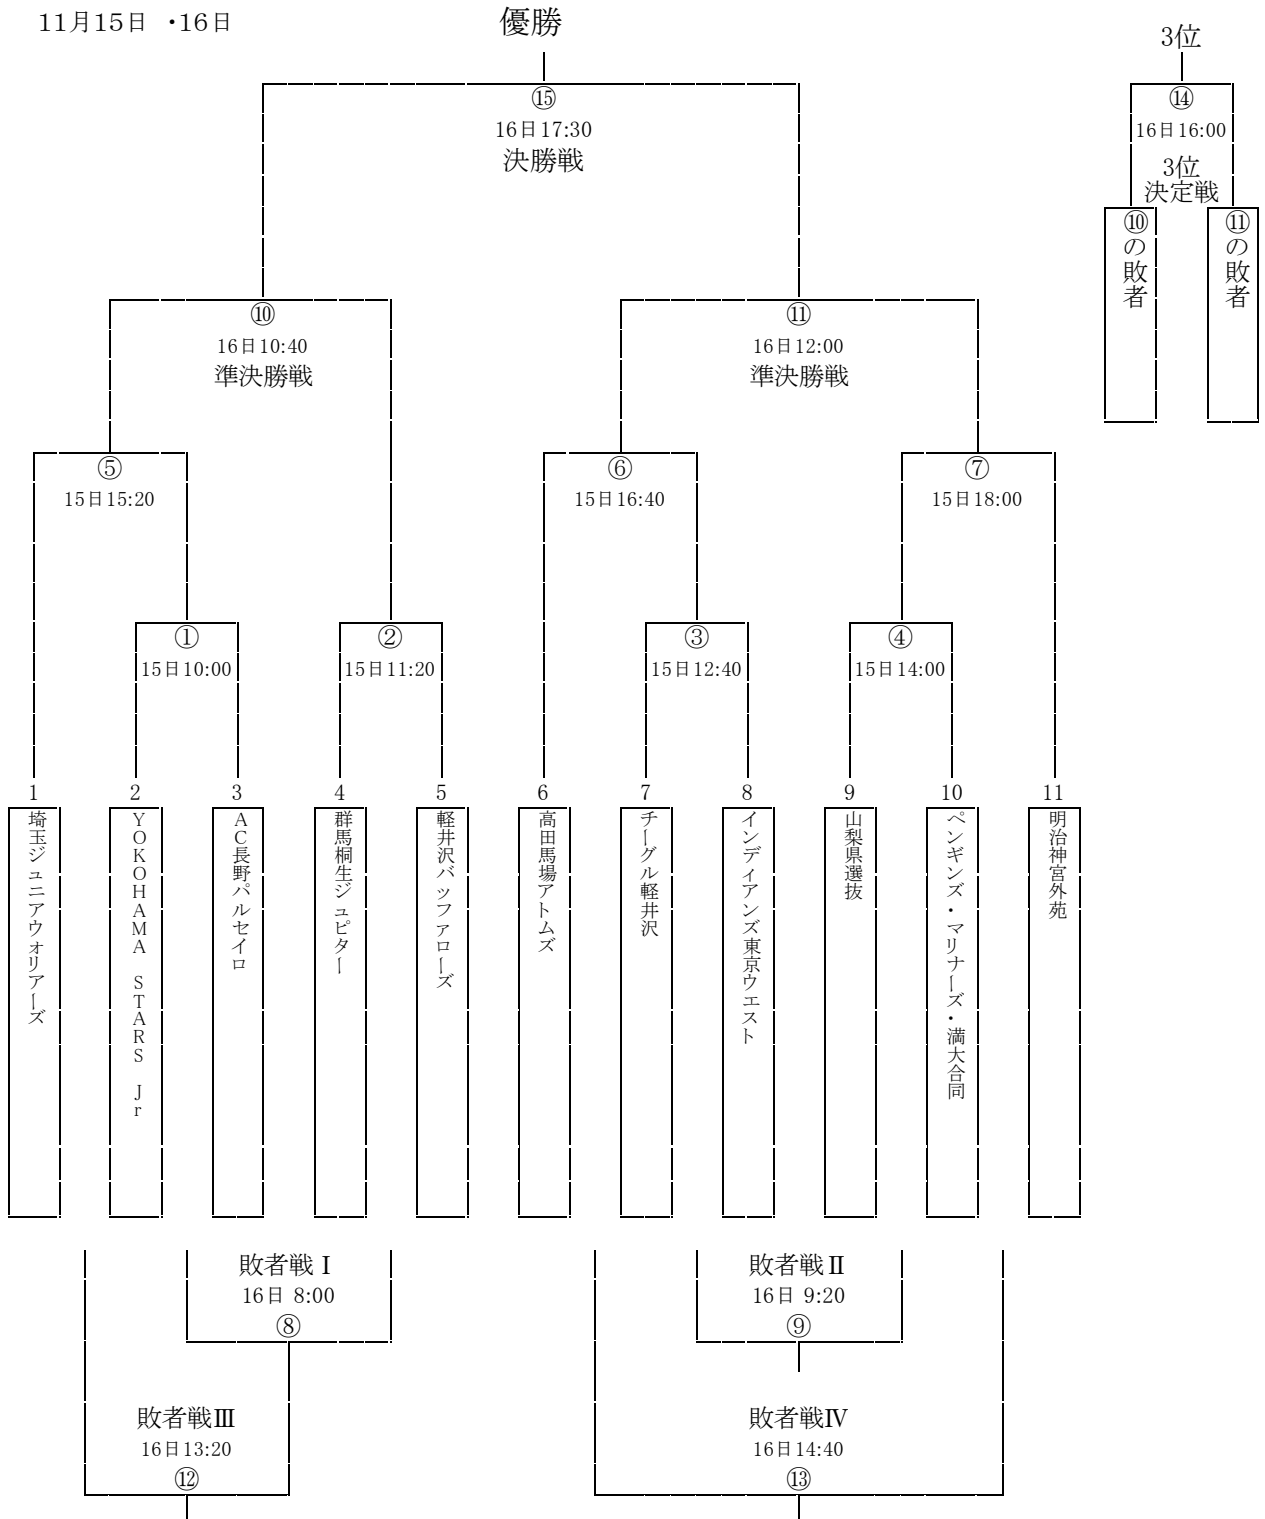 11月15日 ・16日
優勝
3位
⑮
16日17:30
決勝戦
⑭
16日16:00
3位
決定戦
⑩の敗者
⑪の敗者
⑩
16日10:40
準決勝戦
⑪
16日12:00
準決勝戦
⑤
15日15:20
⑥
15日16:40
⑦
15日18:00
①
15日10:00
②
15日11:20
③
15日12:40
④
15日14:00
1
埼玉ジュニアウォリアーズ
2
YOKOHAMA STARS Jr
3
AC長野パルセイロ
4
群馬桐生ジュピター
5
軽井沢バッファローズ
6
高田馬場アトムズ
7
チーグル軽井沢
8
インディアンズ東京ウエスト
9
山梨県選抜
10
ペンギンズ・マリナーズ・満大合同
11
明治神宮外苑
敗者戦Ⅰ
16日 8:00
⑧
敗者戦Ⅱ
16日 9:20
⑨
敗者戦Ⅲ
16日13:20
⑫
敗者戦Ⅳ
16日14:40
⑬